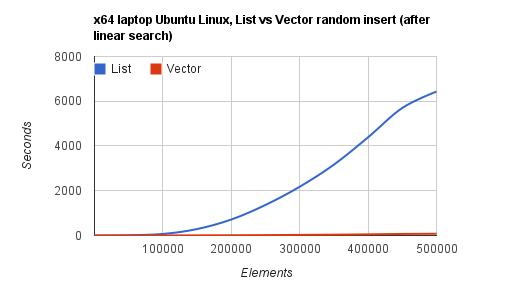 x64 laptop Ubuntu Linux, List vs Vector random insert (after
linear search)
8000
List
Vector
6000
4000
2000
0
Seconds
100000
200000
300000
400000
500000
Elements